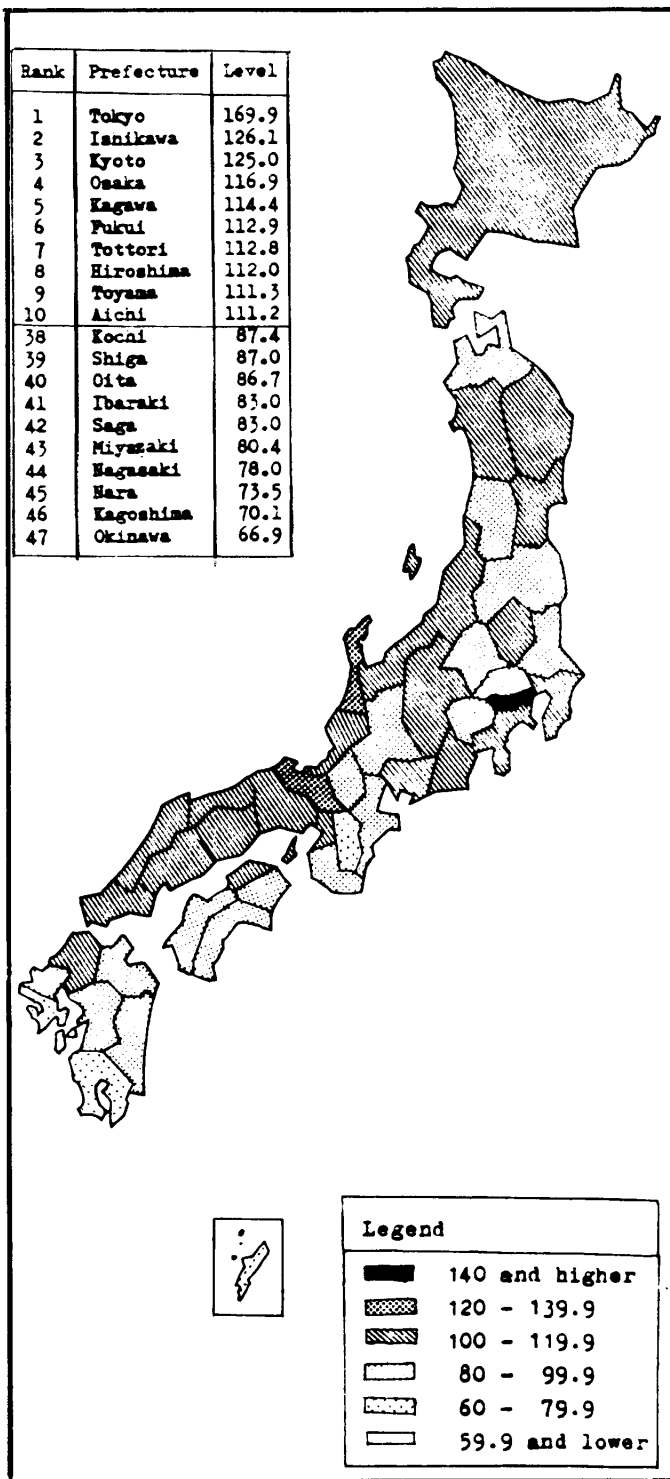 Rank Prefecture Level
1 Tokyo 169.9
2 Isnikawa 126.1
3 Kyoto 125.0
4 Osaka 116.9
5 Kagawa 114.4
6 Fukui 112.9
7 Tottori 112.8
8 Hiroshima 112.0
9 Toyama 111.3
10 Aichi 111.2
38 Kochi 87.4
39 Shiga 87.0
40 Oita 86.7
41 Ibaraki 83.0
42 Saga 83.0
43 Miyazaki 80.4
44 Nagasaki 78.0
45 Nara 73.5
46 Kagoshima 70.1
47 Okinawa 66.9
Legend
140 and higher
120 - 139.9
100 - 119.9
80 - 99.9
60 - 79.9
59.9 and lower